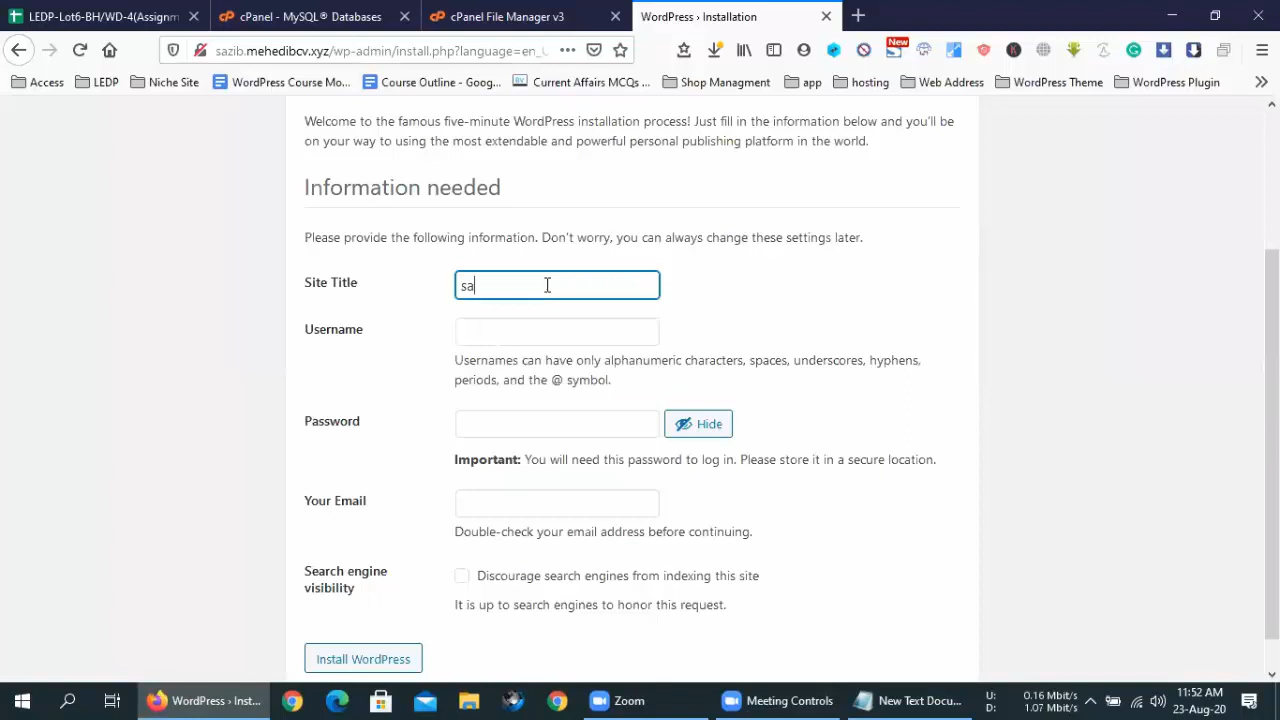 LEDP-Lot6-BH/WD-4(Assignm
cPanel - MySQL® Databases
cPanel File Manager v3
WordPress › Installation
sazib.mehedibcv.xyz/wp-admin/install.php?language=en_U
New
Access
LEDP
Niche Site
WordPress Course Mo...
Course Outline - Goog...
Current Affairs MCQs ...
Shop Managment
app
hosting
Web Address
WordPress Theme
WordPress Plugin
Welcome to the famous five-minute WordPress installation process! Just fill in the information below and you'll be
on your way to using the most extendable and powerful personal publishing platform in the world.
Information needed
Please provide the following information. Don't worry, you can always change these settings later.
Site Title
sa
Username
Usernames can have only alphanumeric characters, spaces, underscores, hyphens,
periods, and the @ symbol.
Password
Hide
Important: You will need this password to log in. Please store it in a secure location.
Your Email
Double-check your email address before continuing.
Search engine
visibility
Discourage search engines from indexing this site
It is up to search engines to honor this request.
Install WordPress
WordPress › Inst...
Zoom
Meeting Controls
New Text Docu...
U: 0.16 Mbit/s
D: 1.07 Mbit/s
11:52 AM
23-Aug-20